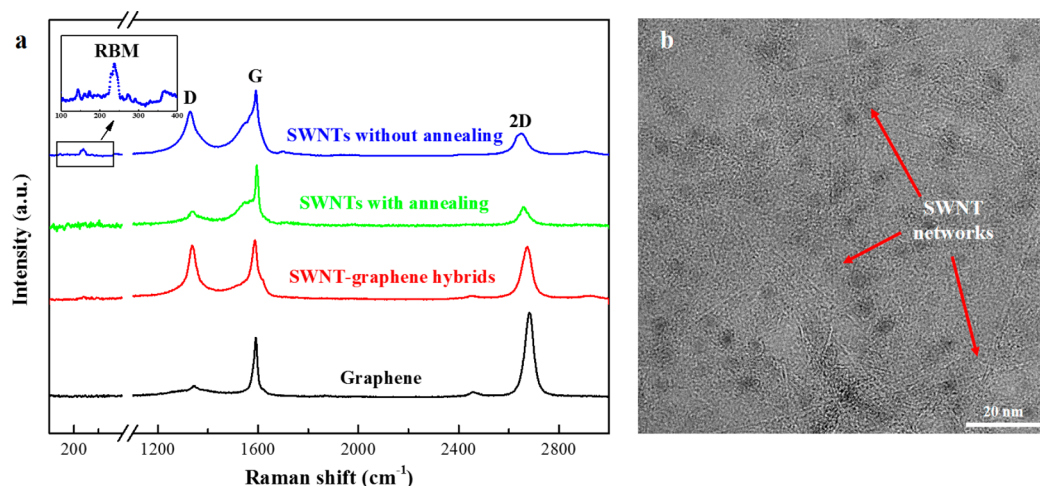 a
RBM
100 200 300 400
D
G
2D
SWNTs without annealing
SWNTs with annealing
SWNT-graphene hybrids
Graphene
Intensity (a.u.)
200 1200 1600 2000 2400 2800
Raman shift (cm⁻¹)
b
SWNT
networks
20 nm